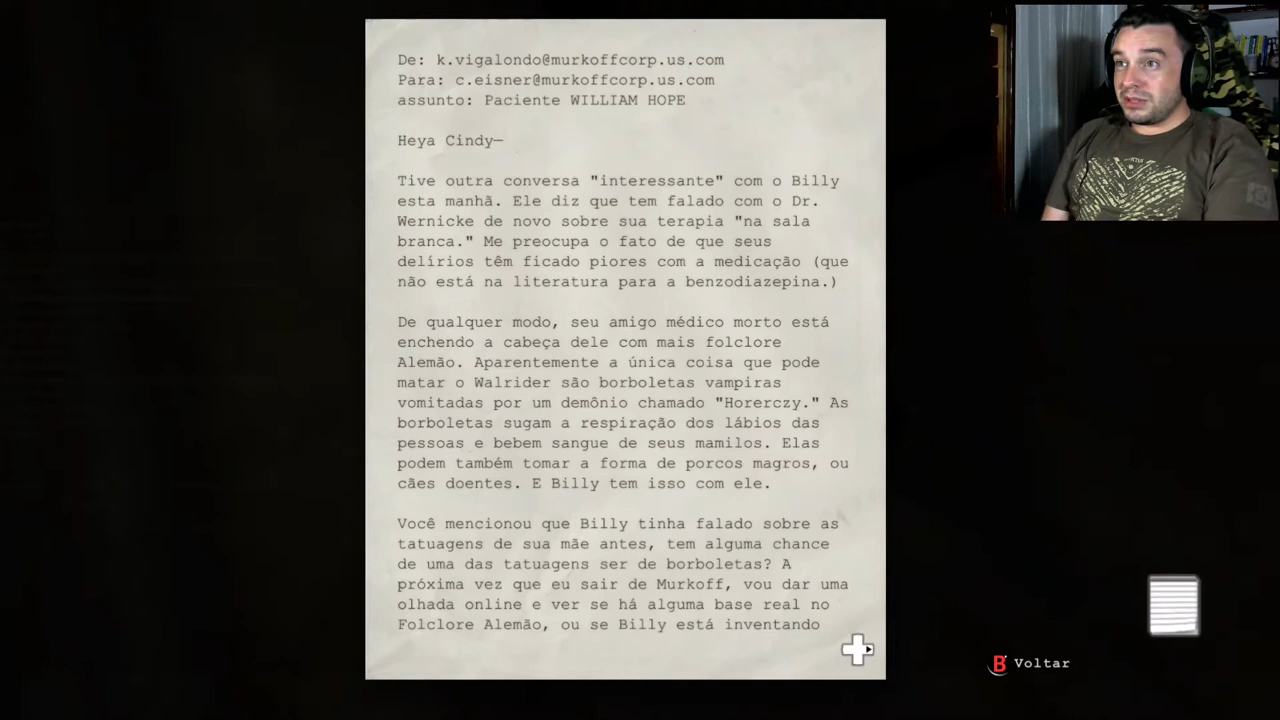 De: k.vigalondo@murkoffcorp.us.com
Para: c.eisner@murkoffcorp.us.com
assunto: Paciente WILLIAM HOPE
Heya Cindy—
Tive outra conversa "interessante" com o Billy
esta manhã. Ele diz que tem falado com o Dr.
Wernicke de novo sobre sua terapia "na sala
branca." Me preocupa o fato de que seus
delírios têm ficado piores com a medicação (que
não está na literatura para a benzodiazepina.)
De qualquer modo, seu amigo médico morto está
enchendo a cabeça dele com mais folclore
Alemão. Aparentemente a única coisa que pode
matar o Walrider são borboletas vampiras
vomitadas por um demônio chamado "Horerczy." As
borboletas sugam a respiração dos lábios das
pessoas e bebem sangue de seus mamilos. Elas
podem também tomar a forma de porcos magros, ou
cães doentes. E Billy tem isso com ele.
Você mencionou que Billy tinha falado sobre as
tatuagens de sua mãe antes, tem alguma chance
de uma das tatuagens ser de borboletas? A
próxima vez que eu sair de Murkoff, vou dar uma
olhada online e ver se há alguma base real no
Folclore Alemão, ou se Billy está inventando
B Voltar